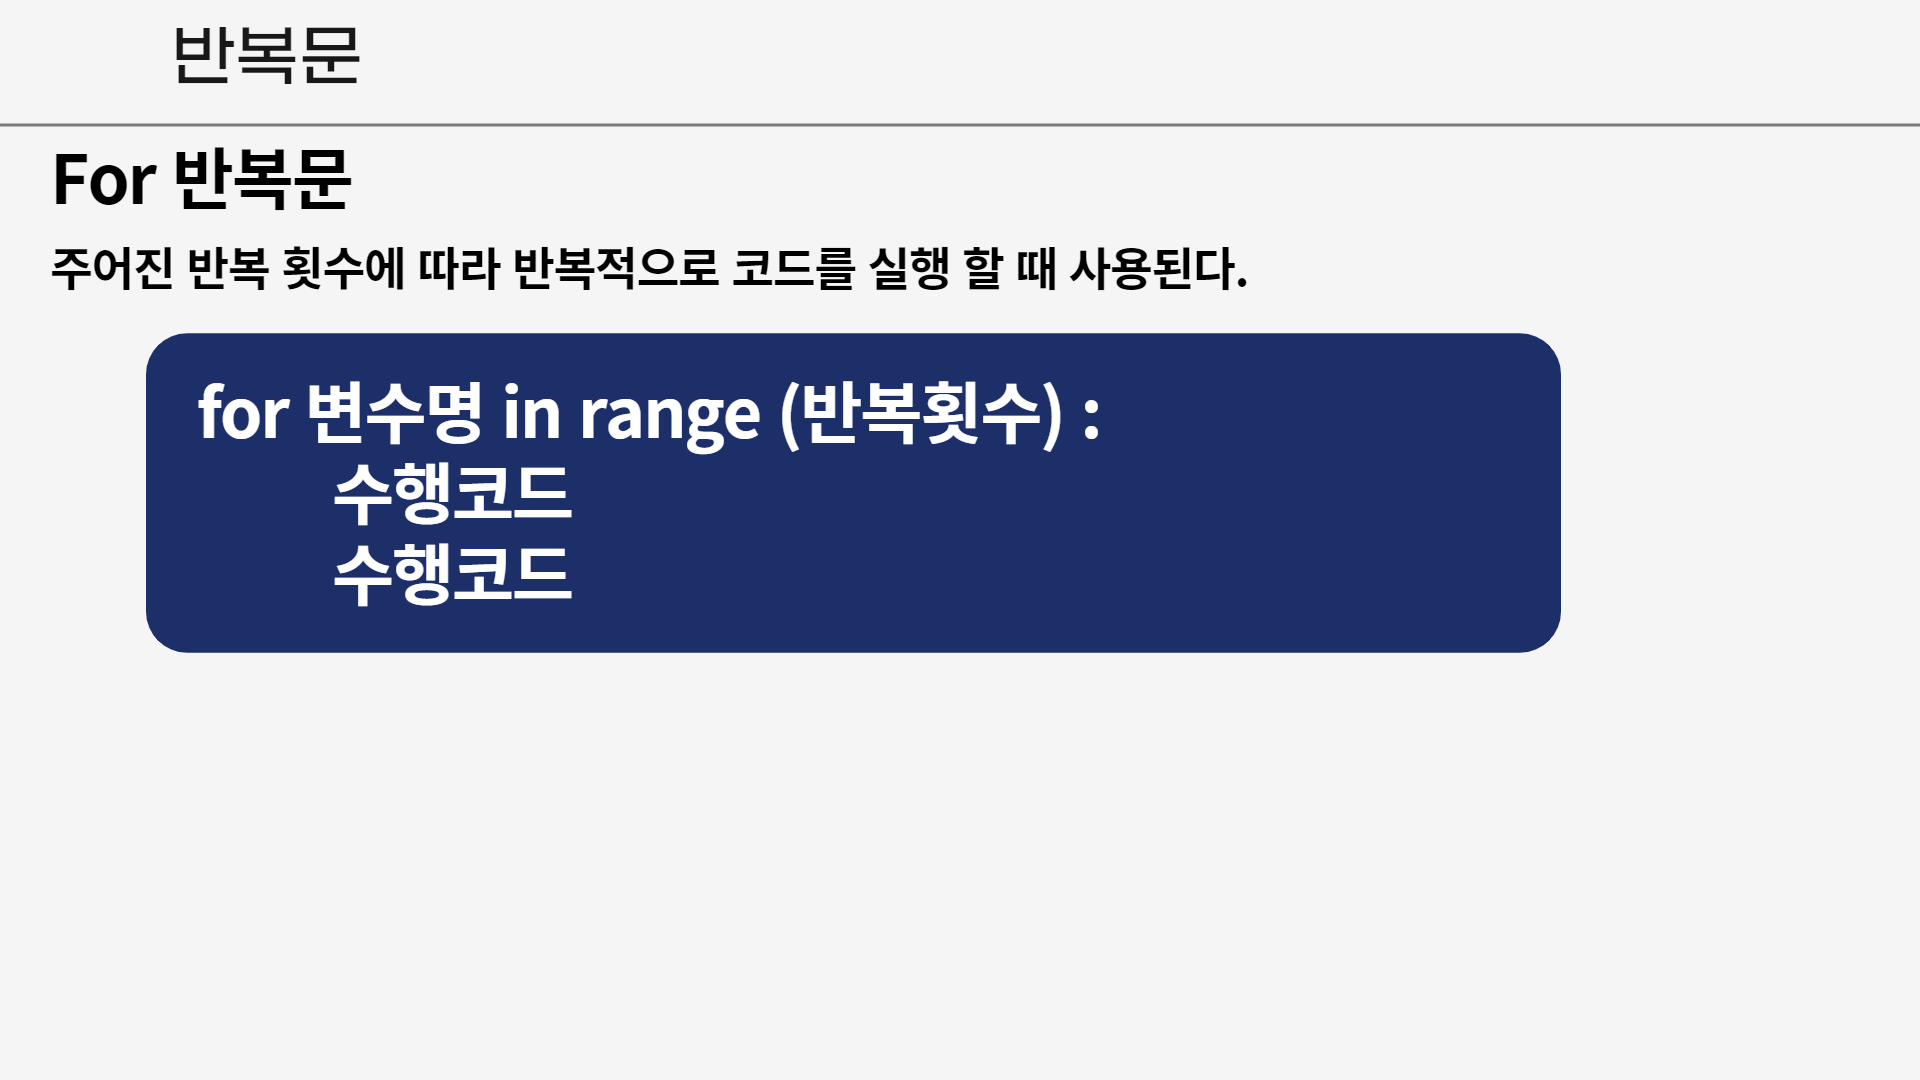 반복문
For 반복문
주어진 반복 횟수에 따라 반복적으로 코드를 실행 할 때 사용된다.
for 변수명 in range (반복횟수) :
수행코드
수행코드